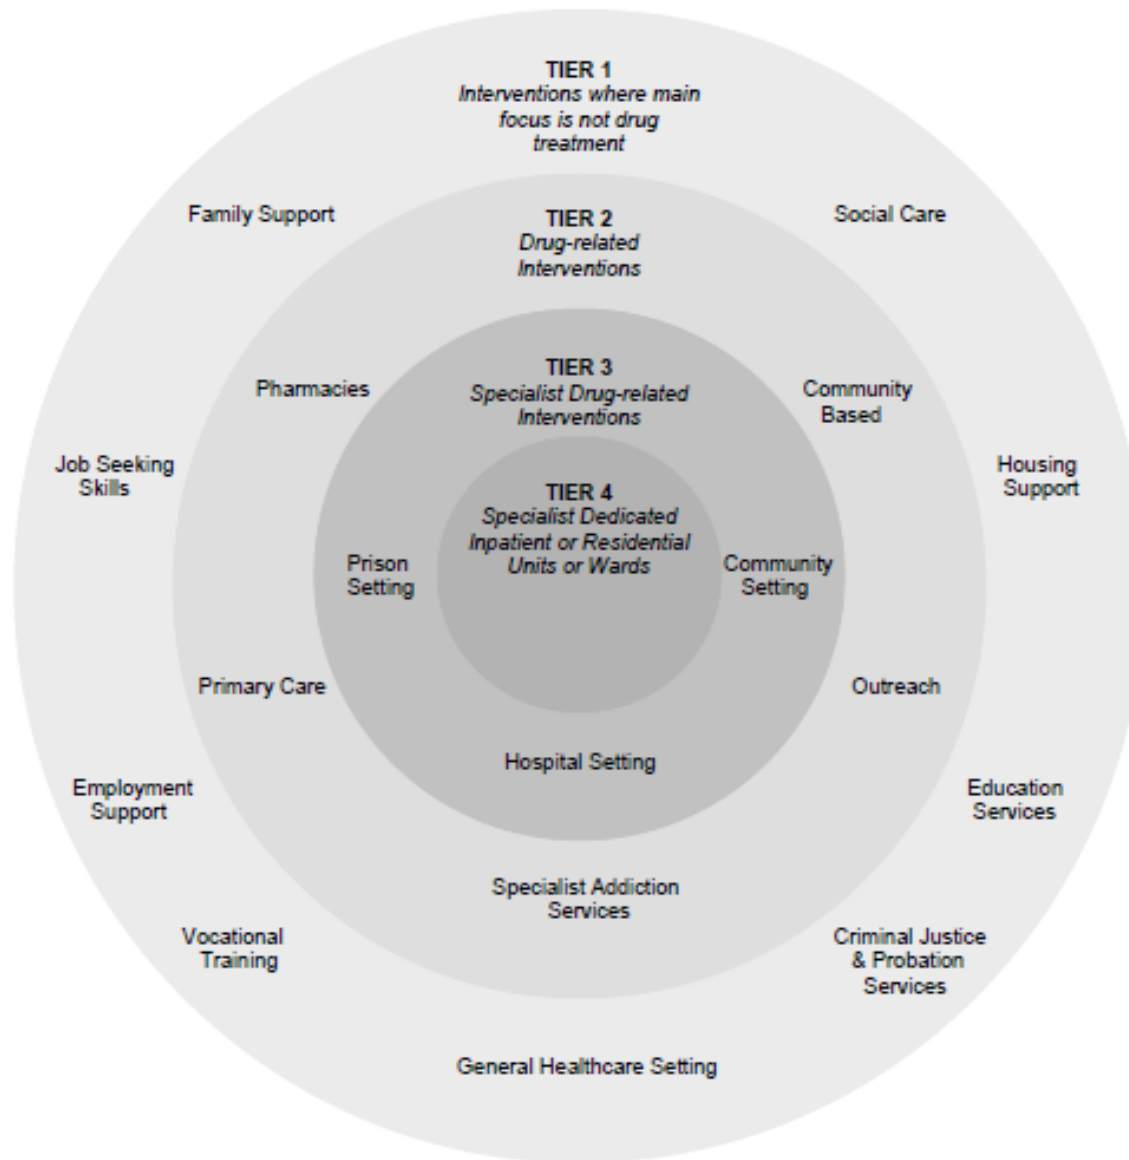 TIER 1
Interventions where main
focus is not drug
treatment
Family Support
Social Care
TIER 2
Drug-related
Interventions
TIER 3
Specialist Drug-related
Interventions
Pharmacies
Community
Based
Job Seeking
Skills
Housing
Support
TIER 4
Specialist Dedicated
Inpatient or Residential
Units or Wards
Prison
Setting
Community
Setting
Primary Care
Outreach
Hospital Setting
Employment
Support
Education
Services
Specialist Addiction
Services
Vocational
Training
Criminal Justice
& Probation
Services
General Healthcare Setting